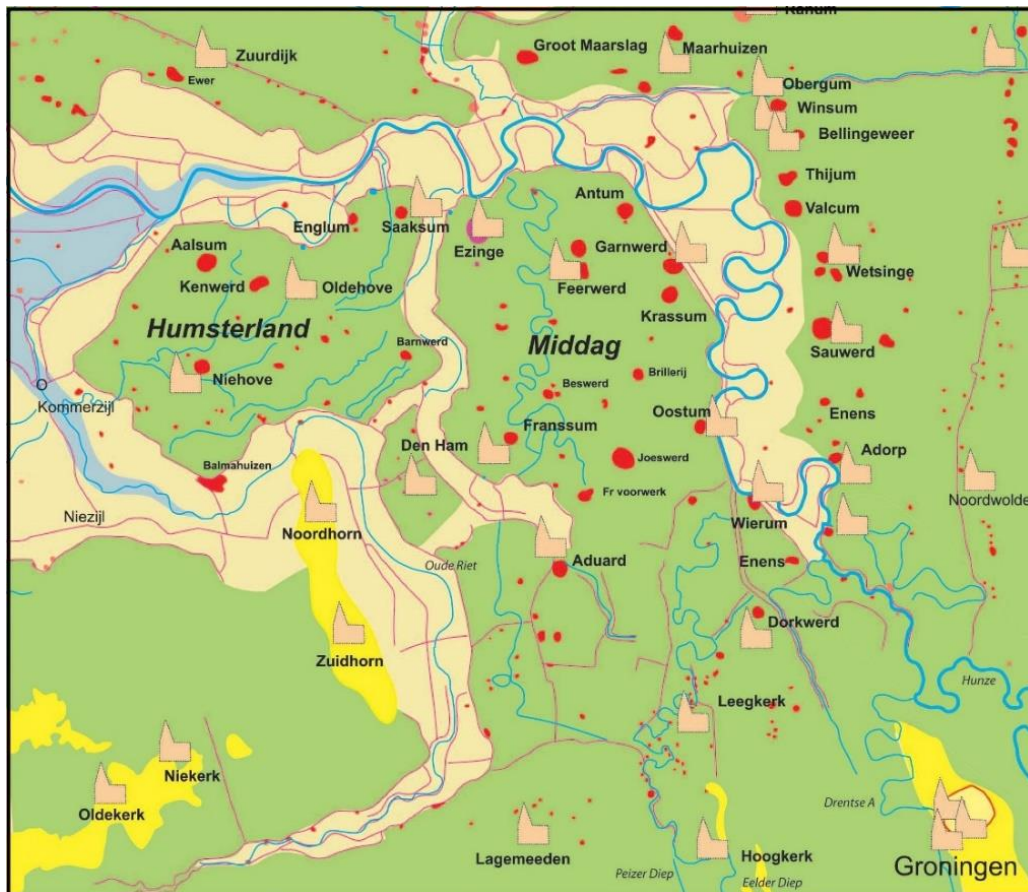 Ranum
Zuurdijk
Groot Maarslag
Maarhuizen
Ewer
Obergum
Winsum
Bellingeweer
Thijum
Antum
Valcum
Englum
Saaksum
Aalsum
Ezinge
Garnwerd
Kenwerd
Oldehove
Feerwerd
Wetsinge
Krassum
Humsterland
Middag
Sauwerd
Barnwerd
Niehove
Beswerd
Brillerij
Kommerzijl
Oostum
Enens
Franssum
Den Ham
Adorp
Joeswerd
Balmahuizen
Fr voorwerk
Noordwolde
Niezijl
Noordhorn
Wierum
Oude Riet
Aduard
Enens
Dorkwerd
Zuidhorn
Hunze
Leegkerk
Niekerk
Oldekerk
Drentse A
Lagemeeden
Hoogkerk
Groningen
Peizer Diep
Eelder Diep